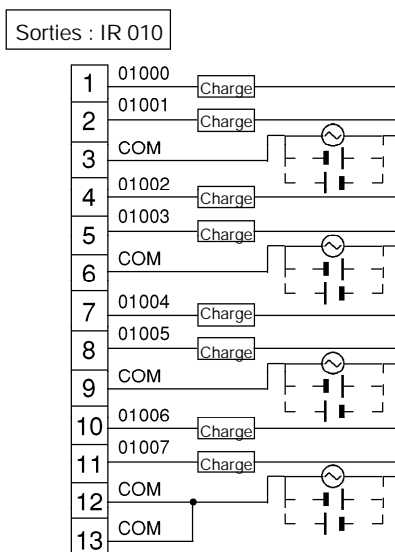 Sorties : IR 010
1 01000 Charge
2 01001 Charge
3 COM
4 01002 Charge
5 01003 Charge
6 COM
7 01004 Charge
8 01005 Charge
9 COM
10 01006 Charge
11 01007 Charge
12 COM
13 COM